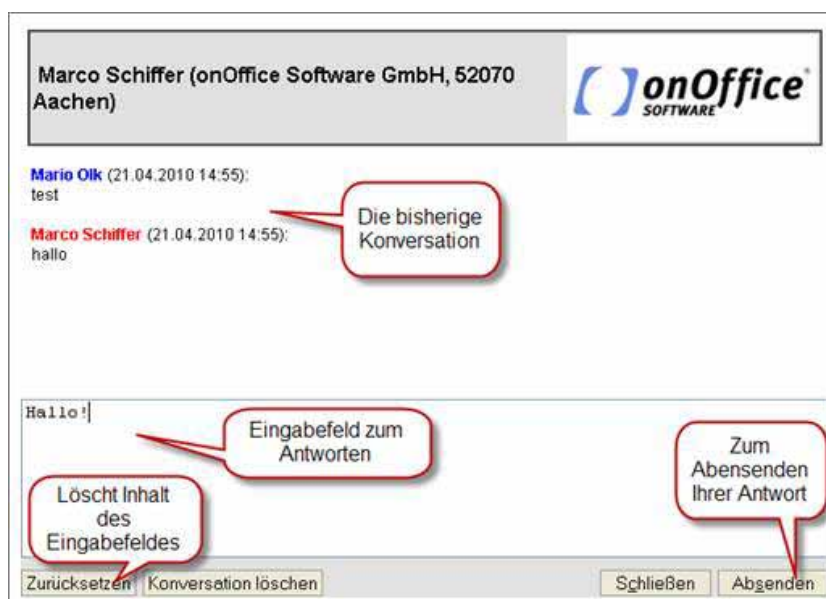 Marco Schiffer (onOffice Software GmbH, 52070
Aachen)
onOffice
SOFTWARE
Mario Olk (21.04.2010 14:55):
test
Marco Schiffer (21.04.2010 14:55):
hallo
Die bisherige
Konversation
Hallo!
Eingabefeld zum
Antworten
Zum
Abensenden
Ihrer Antwort
Löscht Inhalt
des
Eingabefeldes
Zurücksetzen Konversation löschen Schließen Absenden